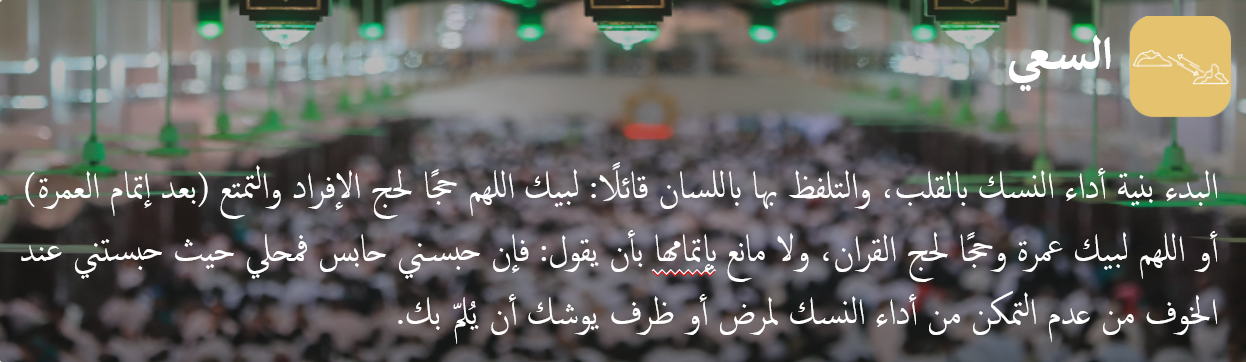 السعي
البدء بنية أداء النسك بالقلب، والتلفظ بها باللسان قائلًا: لبيك اللهم حجًا لحج الإفراد والتمتع (بعد إتمام العمرة)
أو اللهم لبيك عمرة وحجًا لحج القران، ولا مانع بإتمامها بأن يقول: فإن حبسني حابس فمحلي حيث حبستني عند
الخوف من عدم التمكن من أداء النسك لمرض أو ظرف يوشك أن يُلمّ بك.